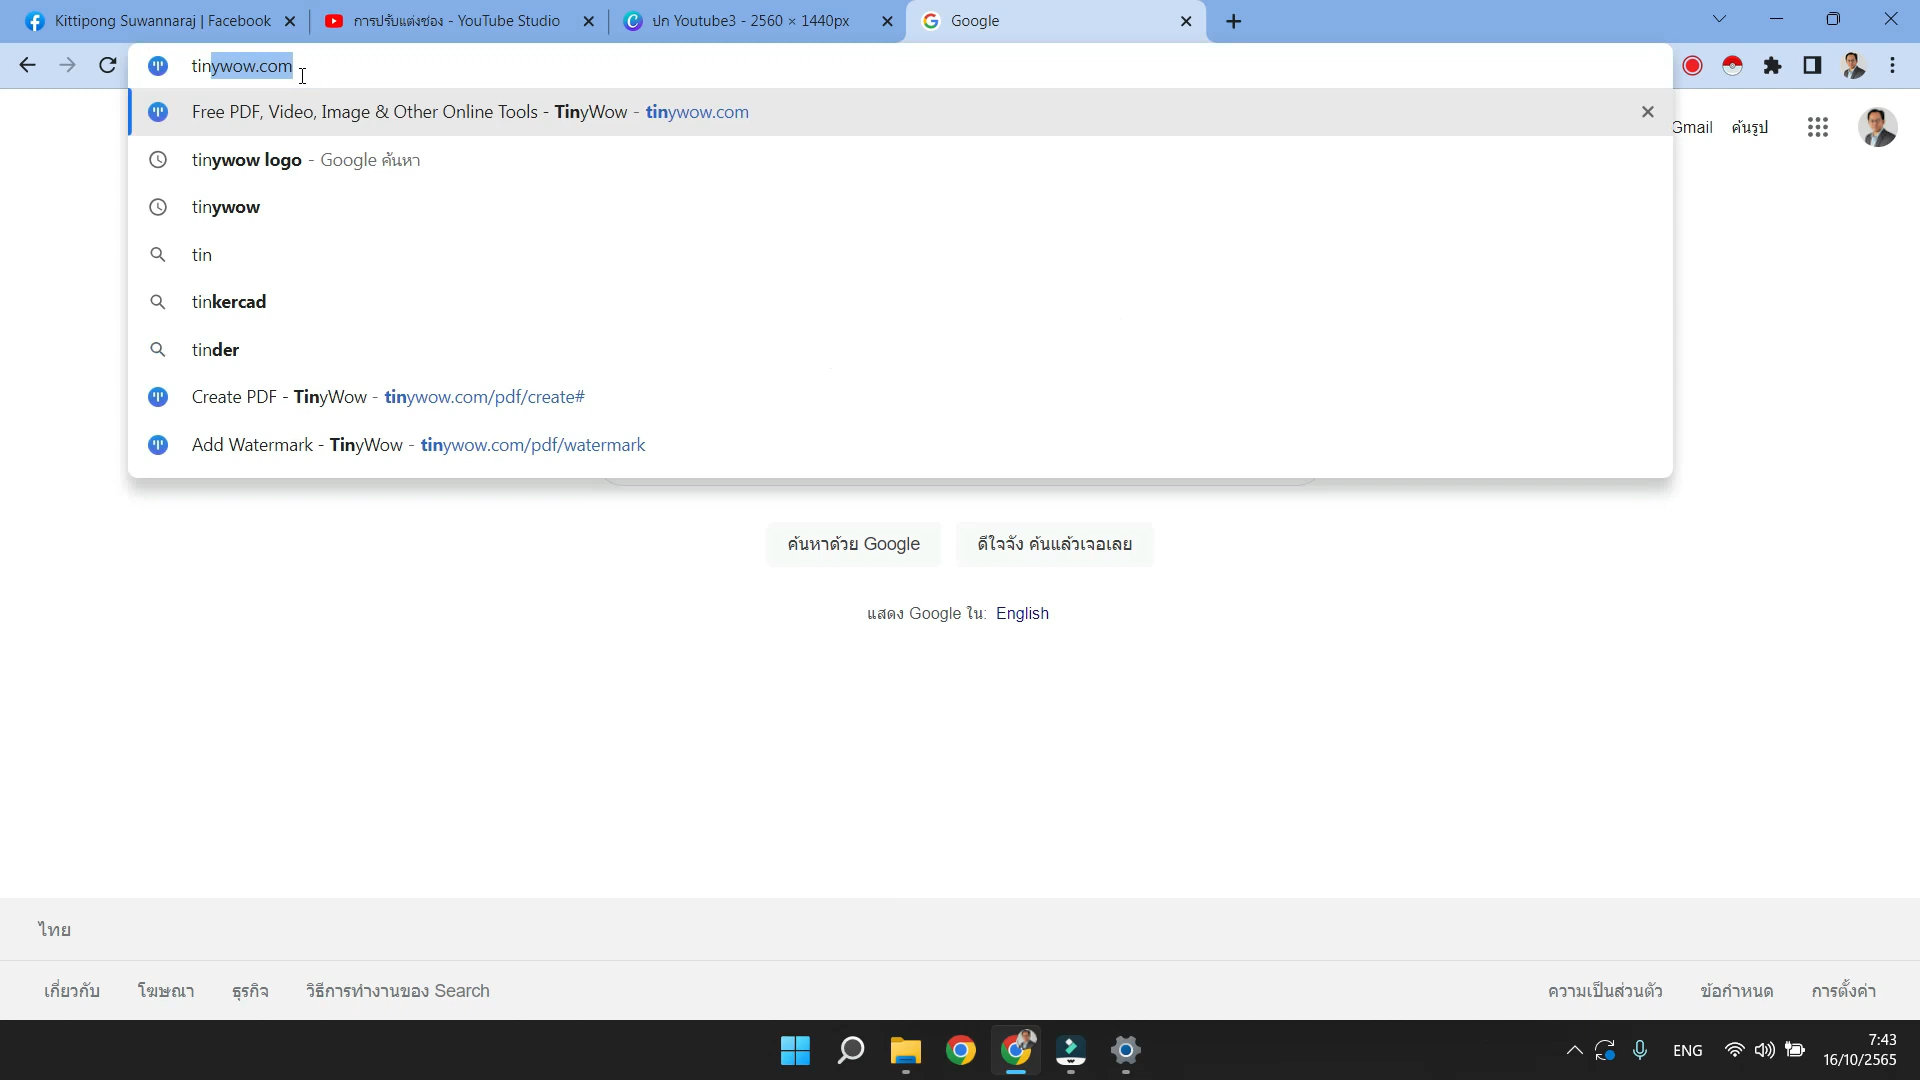 Kittipong Suwannaraj | Facebook
การปรับแต่งช่อง - YouTube Studio
ปก Youtube3 - 2560 × 1440px
Google
tinywow.com
Free PDF, Video, Image & Other Online Tools - TinyWow - tinywow.com
Gmail ค้นรูป
tinywow logo - Google ค้นหา
tinywow
tin
tinkercad
tinder
Create PDF - TinyWow - tinywow.com/pdf/create#
Add Watermark - TinyWow - tinywow.com/pdf/watermark
ค้นหาด้วย Google
ดีใจจัง ค้นแล้วเจอเลย
แสดง Google ใน: English
ไทย
เกี่ยวกับ โฆษณา ธุรกิจ วิธีการทำงานของ Search
ความเป็นส่วนตัว ข้อกำหนด การตั้งค่า
ENG
7:43
16/10/2565